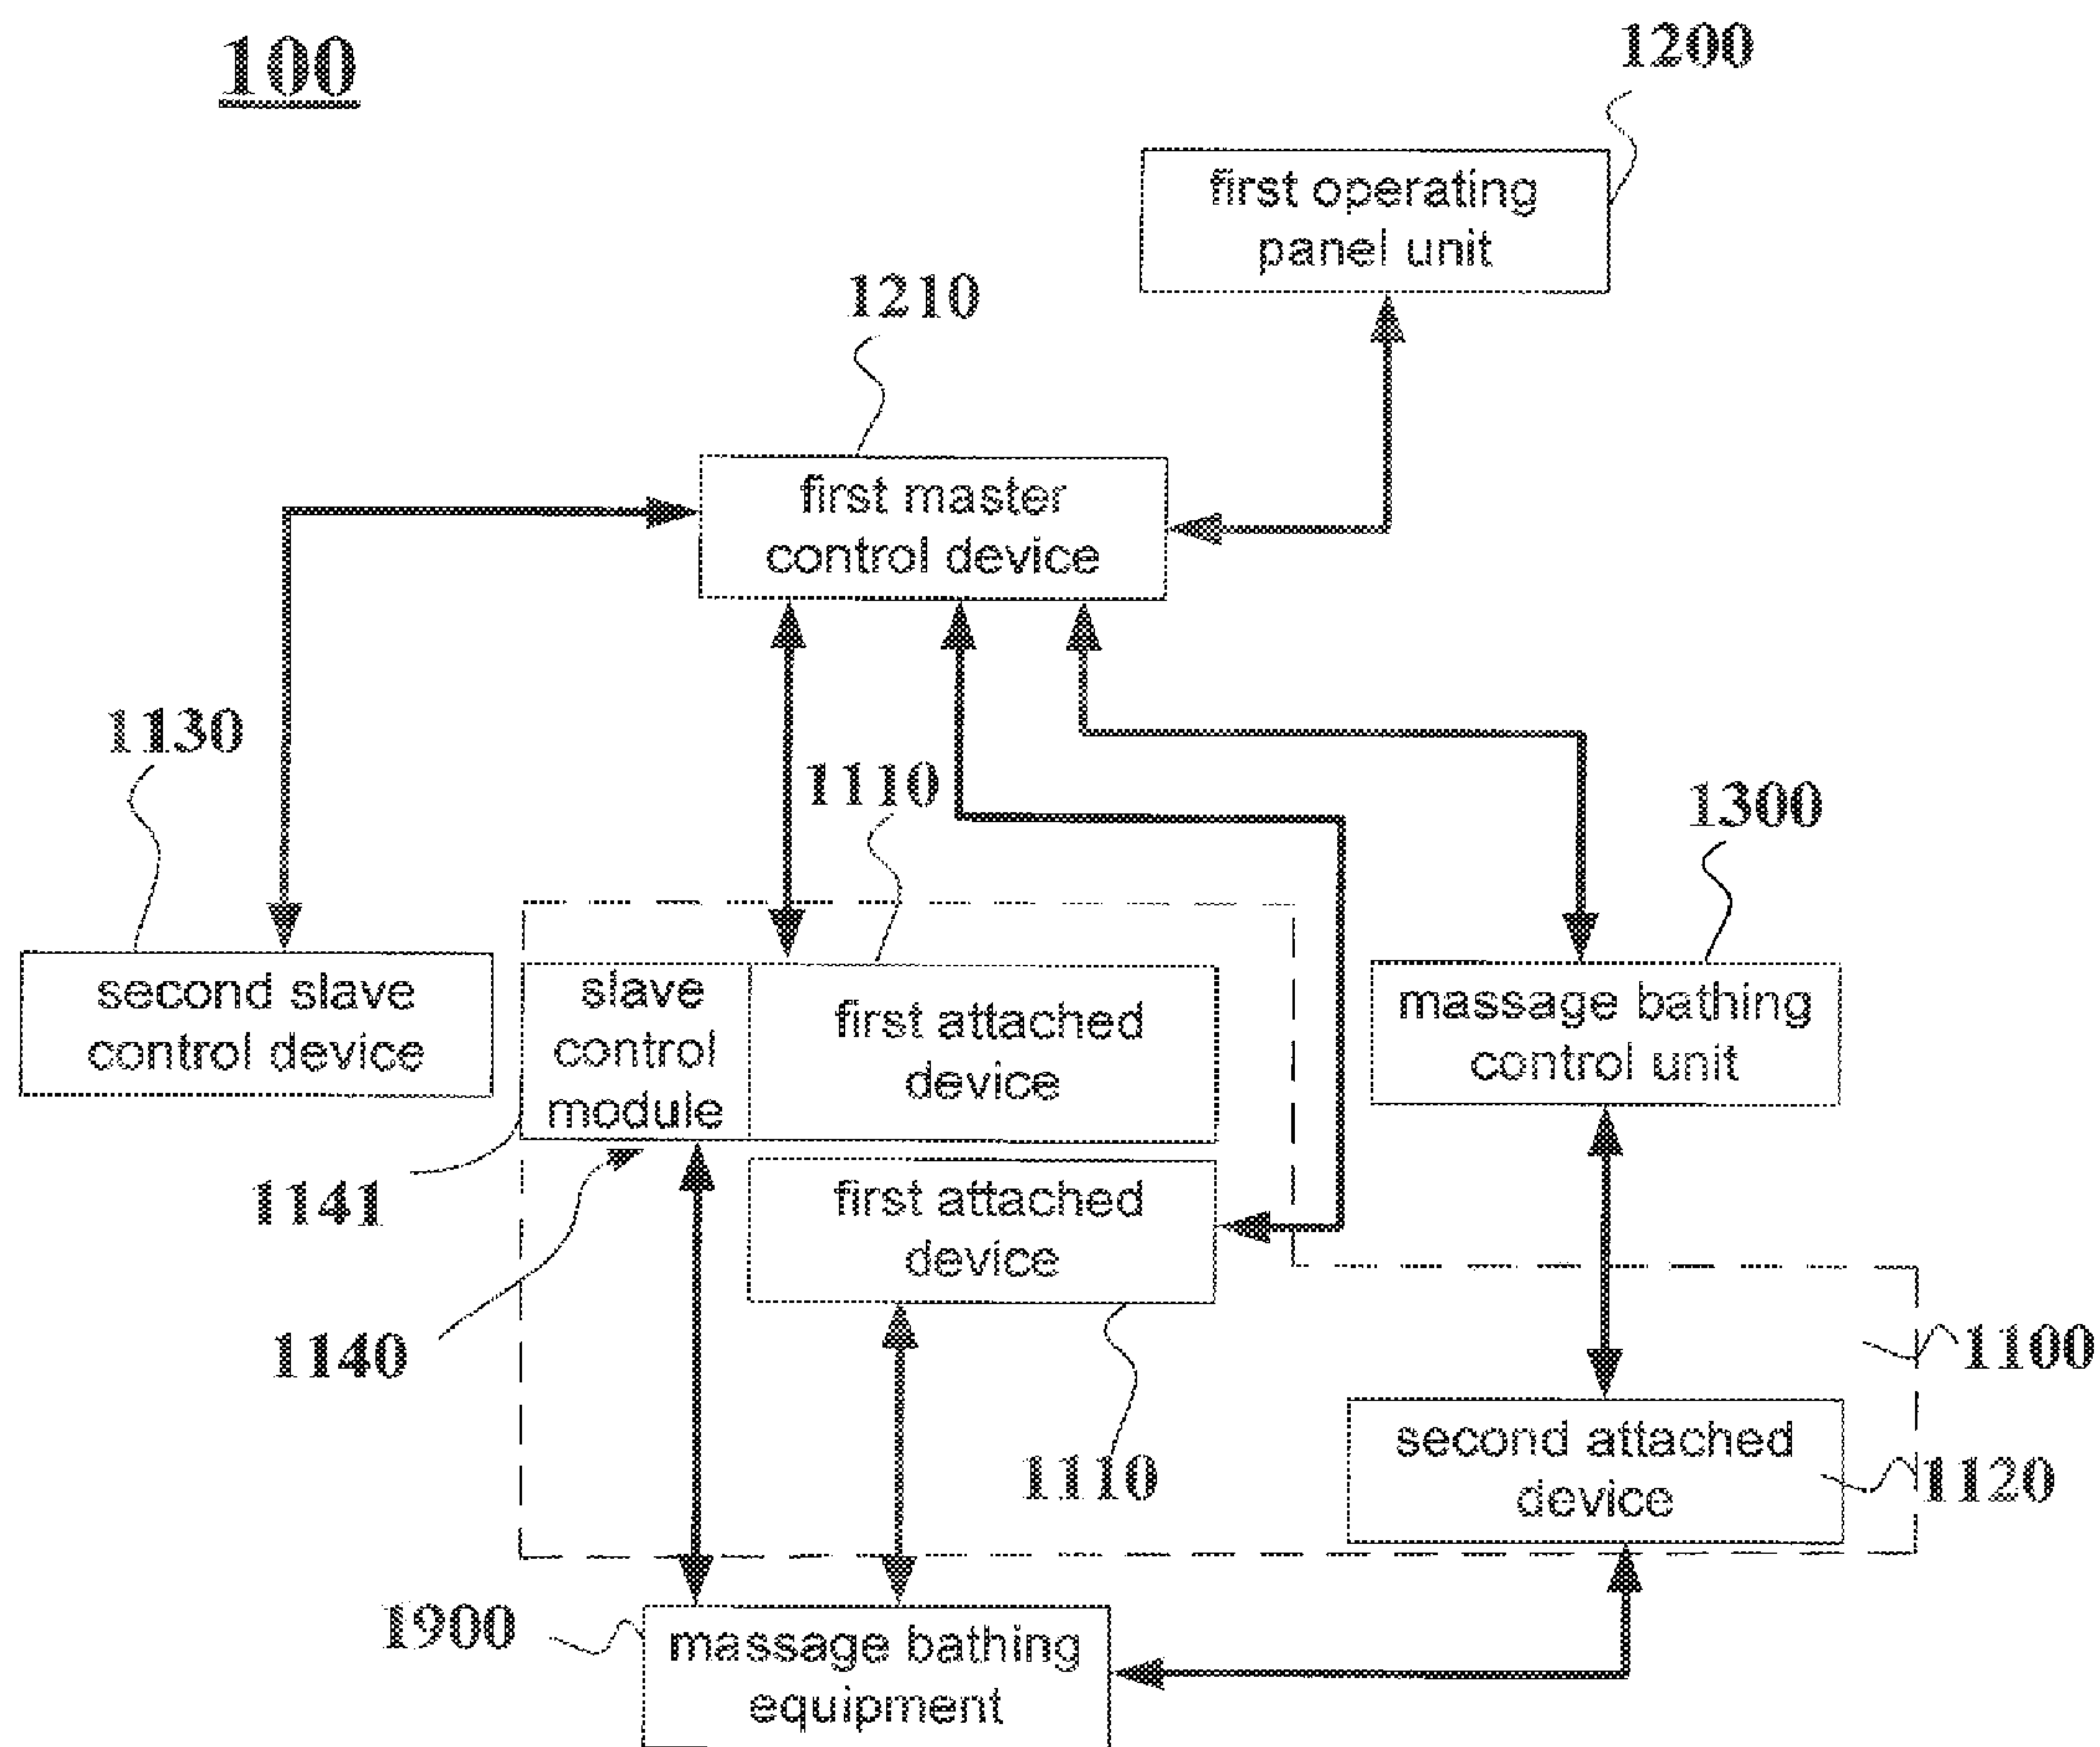 100
1200
first operating
panel unit
1210
first master
control device
1130
1110
1300
second slave
control device
slave
control
module
first attached
device
massage bathing
control unit
1141
first attached
device
1140
1100
1110
second attached
device
1120
1900
massage bathing
equipment